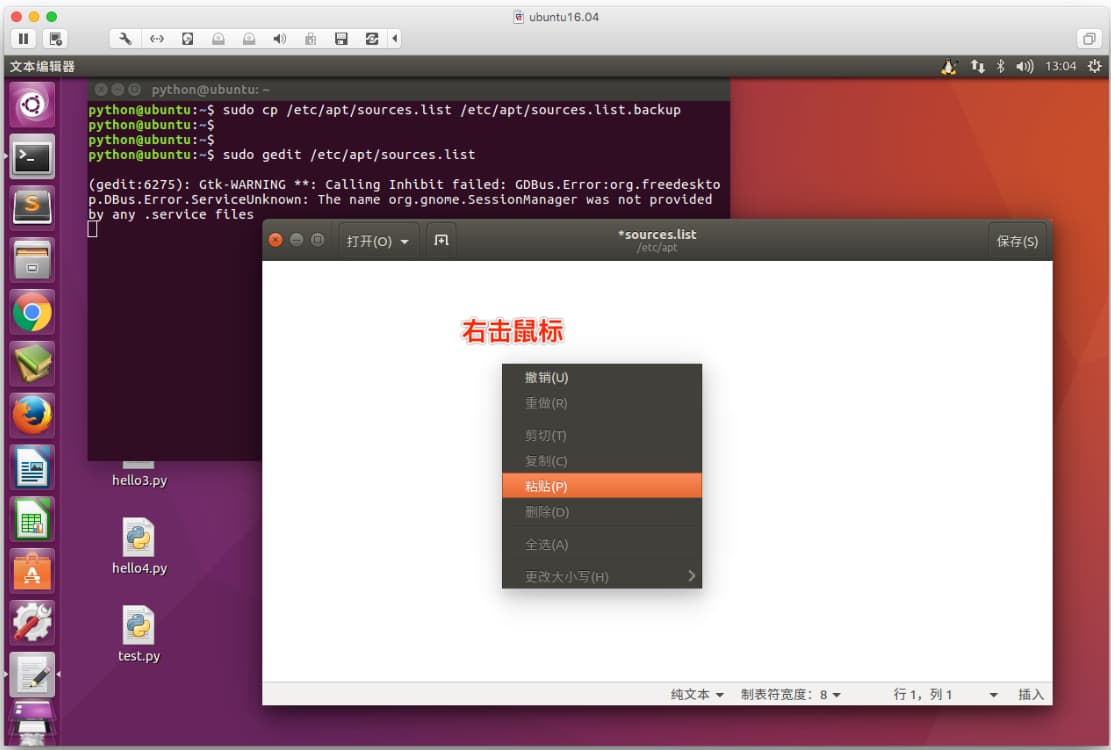 ubuntu16.04
文本编辑器
13:04
python@ubuntu: ~
python@ubuntu:~$ sudo cp /etc/apt/sources.list /etc/apt/sources.list.backup
python@ubuntu:~$
python@ubuntu:~$
python@ubuntu:~$ sudo gedit /etc/apt/sources.list
(gedit:6275): Gtk-WARNING **: Calling Inhibit failed: GDBus.Error:org.freedeskto
p.DBus.Error.ServiceUnknown: The name org.gnome.SessionManager was not provided
by any .service files
打开(O)
*sources.list
/etc/apt
保存(S)
右击鼠标
撤销(U)
重做(R)
剪切(T)
复制(C)
粘贴(P)
删除(D)
全选(A)
更改大小写(H)
hello3.py
hello4.py
test.py
纯文本
制表符宽度：8
行 1，列 1
插入